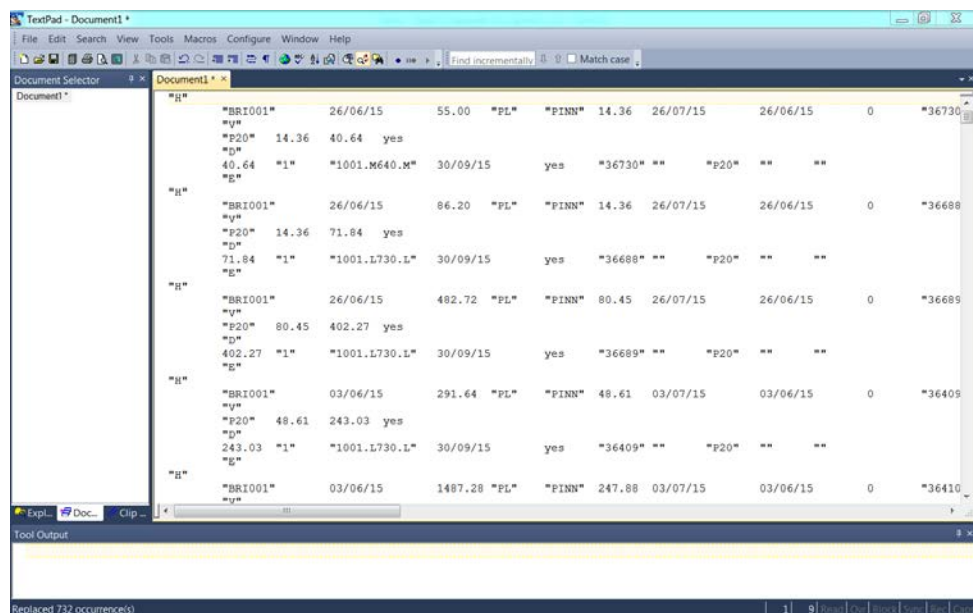 TextPad - Document1 *
File Edit Search View Tools Macros Configure Window Help
Find incrementally Match case
Document Selector
Document1 *
Document1 *
"H"
"BRI001" 26/06/15 55.00 "PL" "PINN" 14.36 26/07/15 26/06/15 0 "36730
"V"
"P20" 14.36 40.64 yes
"D"
40.64 "1" "1001.M640.M" 30/09/15 yes "36730" "" "P20" "" ""
"E"
"H"
"BRI001" 26/06/15 86.20 "PL" "PINN" 14.36 26/07/15 26/06/15 0 "36688
"V"
"P20" 14.36 71.84 yes
"D"
71.84 "1" "1001.L730.L" 30/09/15 yes "36688" "" "P20" "" ""
"E"
"H"
"BRI001" 26/06/15 482.72 "PL" "PINN" 80.45 26/07/15 26/06/15 0 "36689
"V"
"P20" 80.45 402.27 yes
"D"
402.27 "1" "1001.L730.L" 30/09/15 yes "36689" "" "P20" "" ""
"E"
"H"
"BRI001" 03/06/15 291.64 "PL" "PINN" 48.61 03/07/15 03/06/15 0 "36409
"V"
"P20" 48.61 243.03 yes
"D"
243.03 "1" "1001.L730.L" 30/09/15 yes "36409" "" "P20" "" ""
"E"
"H"
"BRI001" 03/06/15 1487.28 "PL" "PINN" 247.88 03/07/15 03/06/15 0 "36410
"V"
Expl... Doc... Clip ...
Tool Output
Replaced 732 occurrence(s) 1 9 Read Ovr Block Sync Rec Caps